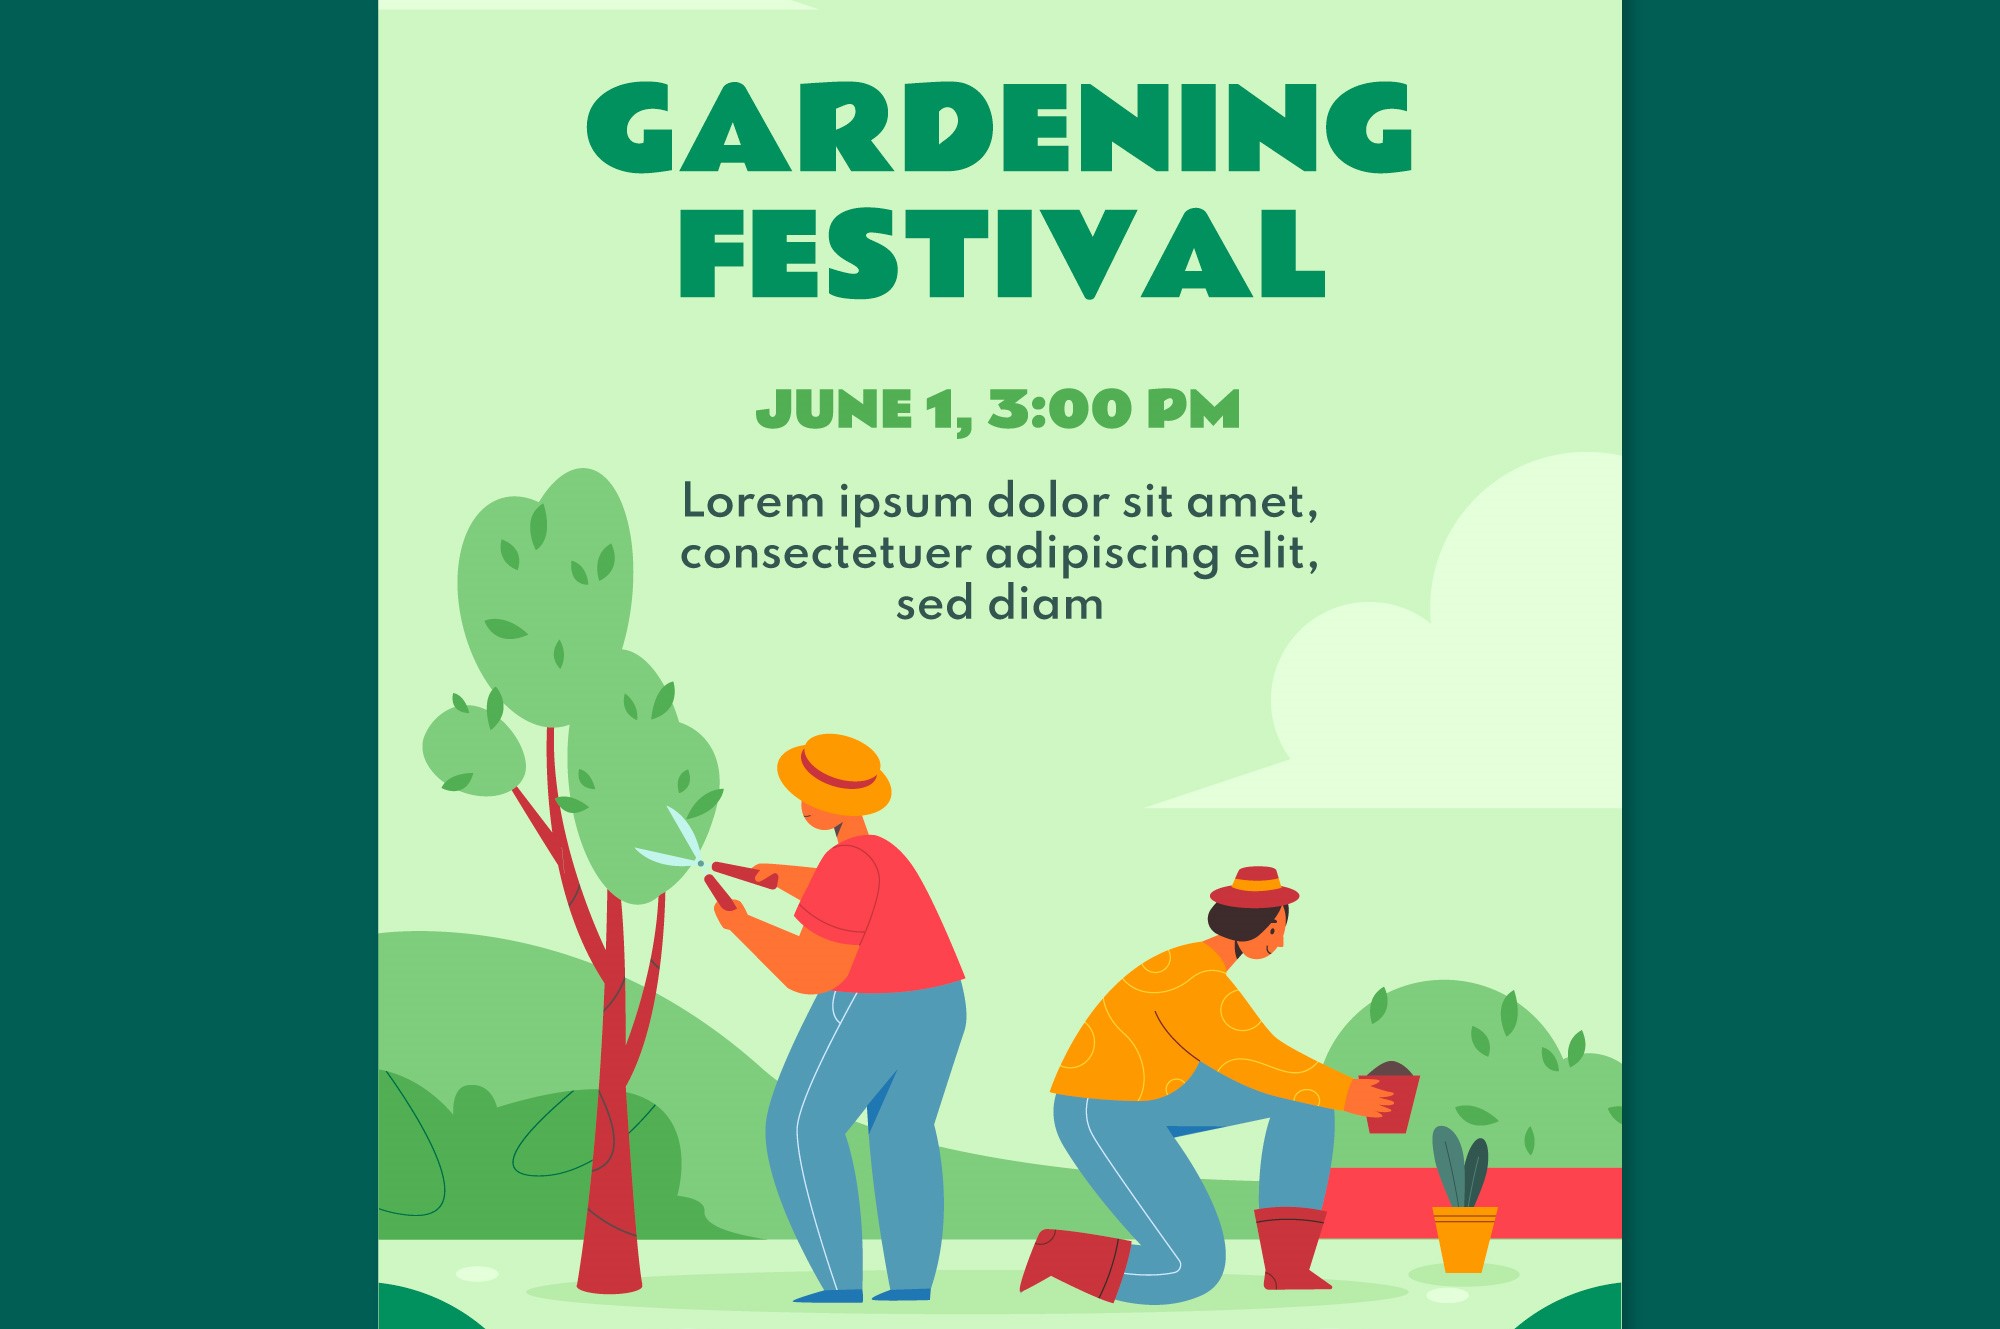 GARDENING
FESTIVAL
JUNE 1, 3:00 PM
Lorem ipsum dolor sit amet,
consectetuer adipiscing elit,
sed diam